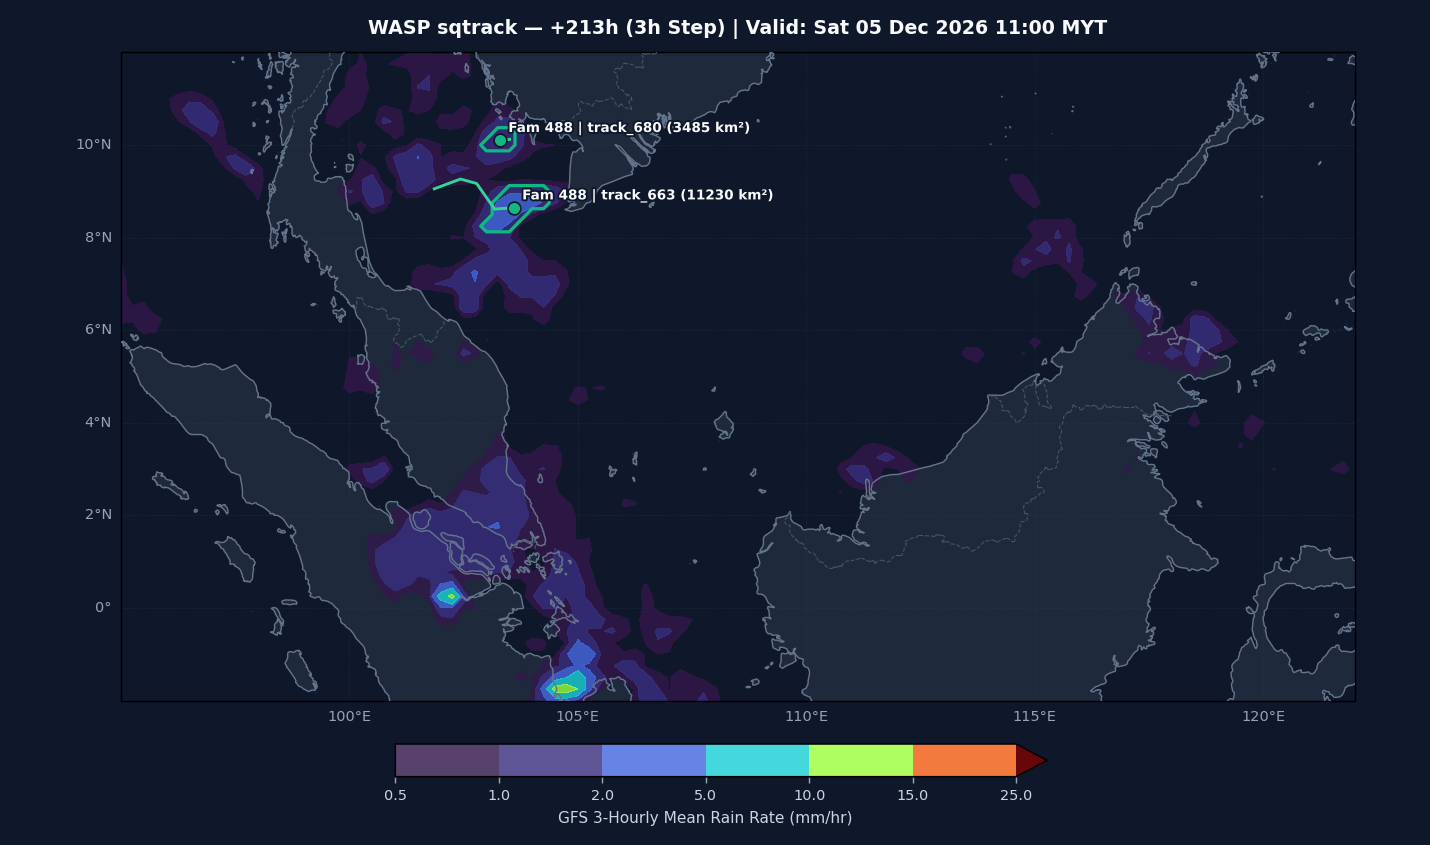 WASP sqtrack — +213h (3h Step) | Valid: Sat 05 Dec 2026 11:00 MYT
Fam 488 | track_680 (3485 km²)
10°N
Fam 488 | track_663 (11230 km²)
8°N
6°N
4°N
2°N
0°
100°E 105°E 110°E 115°E 120°E
0.5 1.0 2.0 5.0 10.0 15.0 25.0
GFS 3-Hourly Mean Rain Rate (mm/hr)